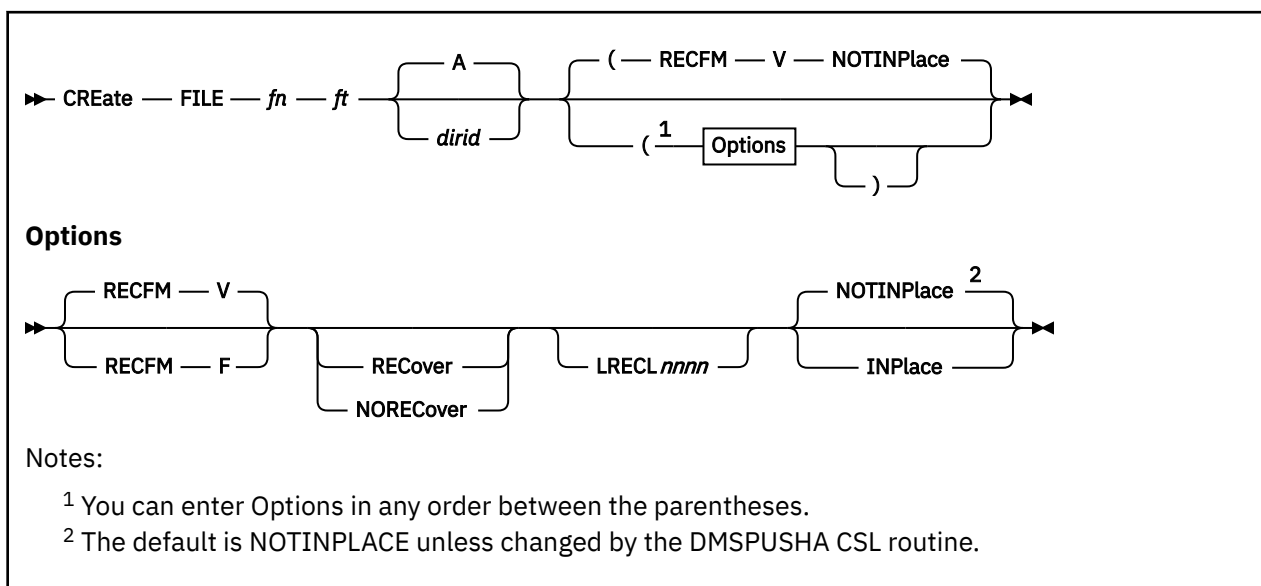 A ( RECFM V NOTINPlace
CREate FILE fn ft
dirid ( 1 Options )
Options
RECFM V NOTINPlace 2
RECFM F RECover LRECL nnnn INPlace
NORECover
Notes:
1 You can enter Options in any order between the parentheses.
2 The default is NOTINPLACE unless changed by the DMSPUSHA CSL routine.